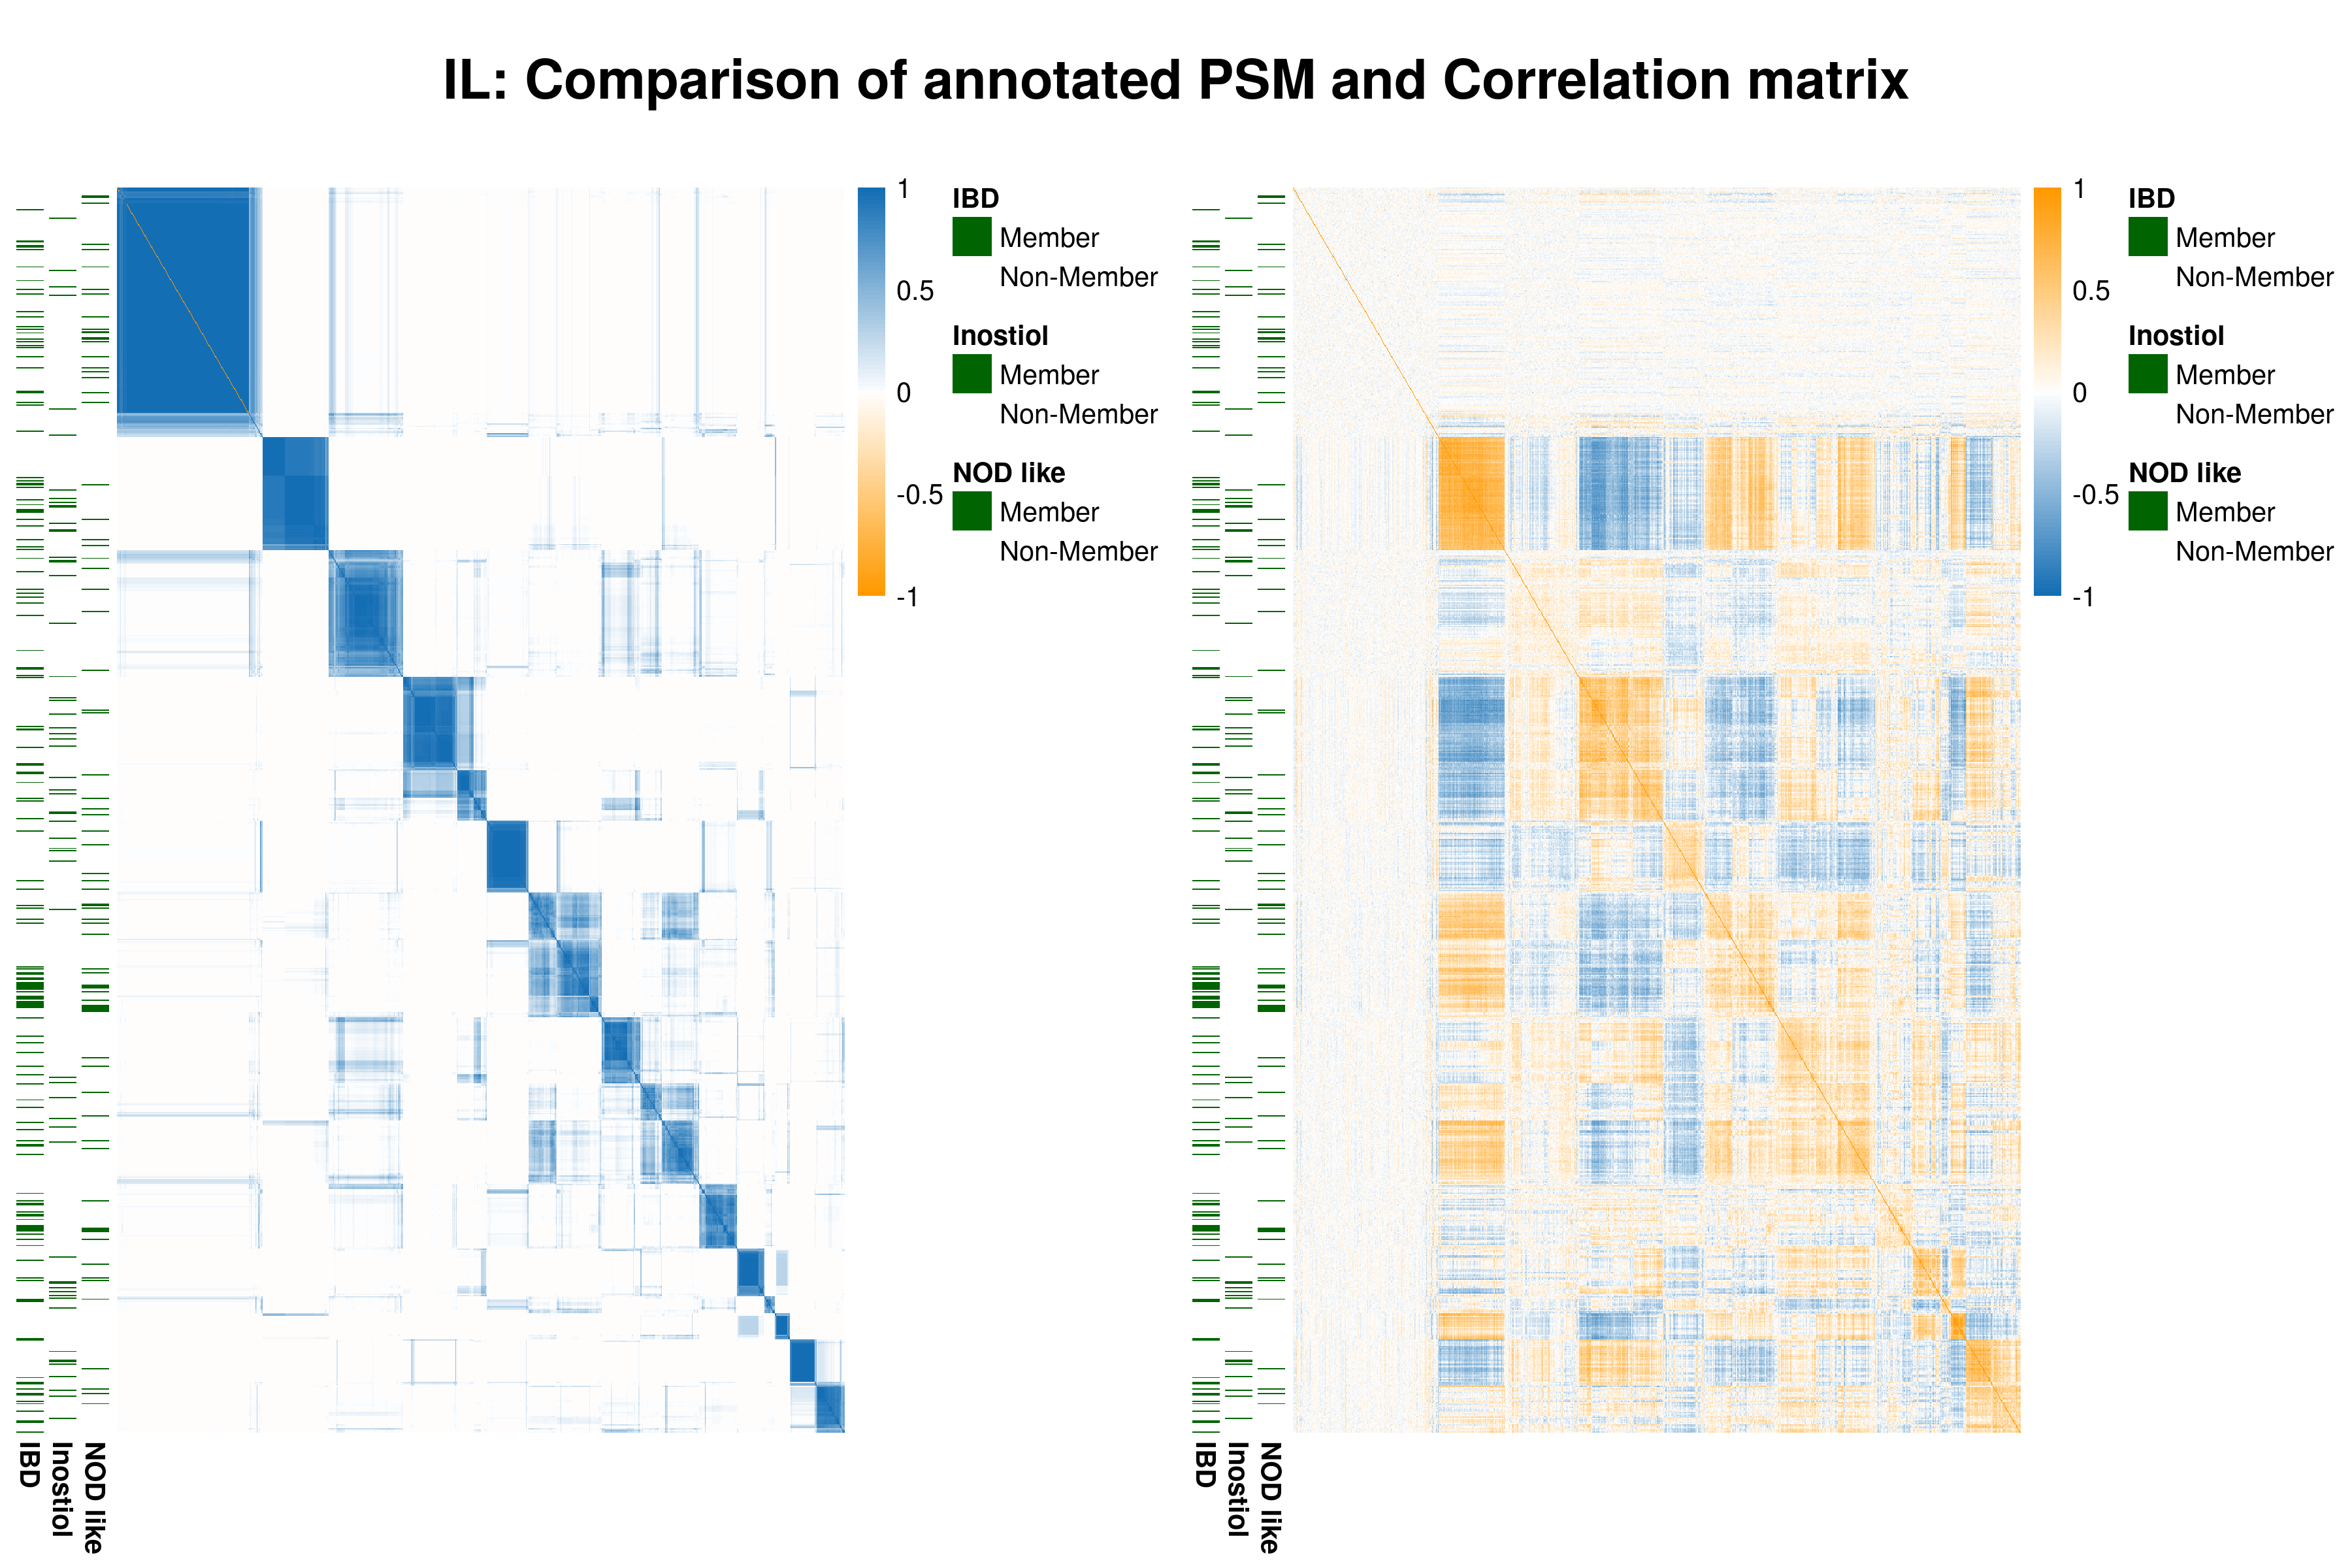 IL: Comparison of annotated PSM and Correlation matrix
1
0.5
0
-0.5
-1
IBD
Member
Non-Member
Inostiol
Member
Non-Member
NOD like
Member
Non-Member
IBD
Inostiol
NOD like
1
0.5
0
-0.5
-1
IBD
Member
Non-Member
Inostiol
Member
Non-Member
NOD like
Member
Non-Member
IBD
Inostiol
NOD like